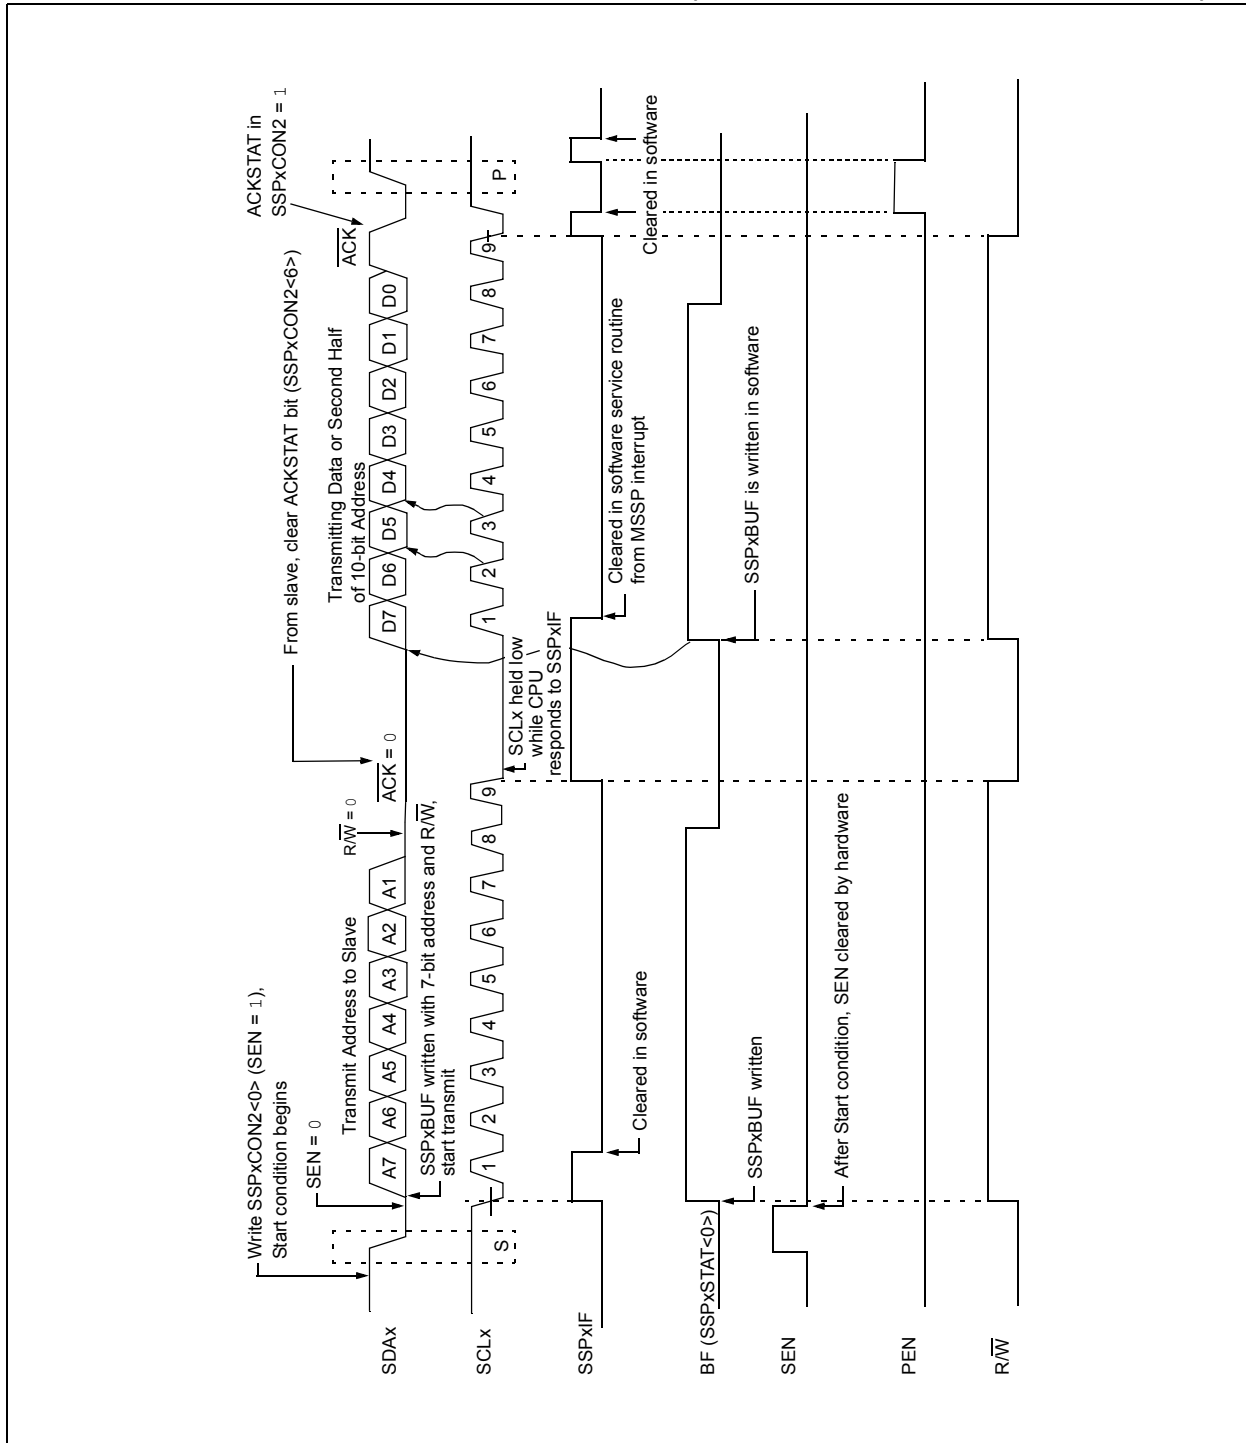 Write SSPxCON2<0> (SEN = 1),
Start condition begins
SEN = 0
From slave, clear ACKSTAT bit (SSPxCON2<6>)
ACKSTAT in
SSPxCON2 = 1
Transmit Address to Slave
R/W = 0
ACK = 0
Transmitting Data or Second Half
of 10-bit Address
ACK
SDAx
A7 A6 A5 A4 A3 A2 A1
D7 D6 D5 D4 D3 D2 D1 D0
SSPxBUF written with 7-bit address and R/W,
start transmit
SCLx
S
1 2 3 4 5 6 7 8 9
1 2 3 4 5 6 7 8 9
P
SCLx held low
while CPU
responds to SSPxIF
SSPxIF
Cleared in software
Cleared in software service routine
from MSSP interrupt
Cleared in software
BF (SSPxSTAT<0>)
SSPxBUF written
SSPxBUF is written in software
SEN
After Start condition, SEN cleared by hardware
PEN
R/W